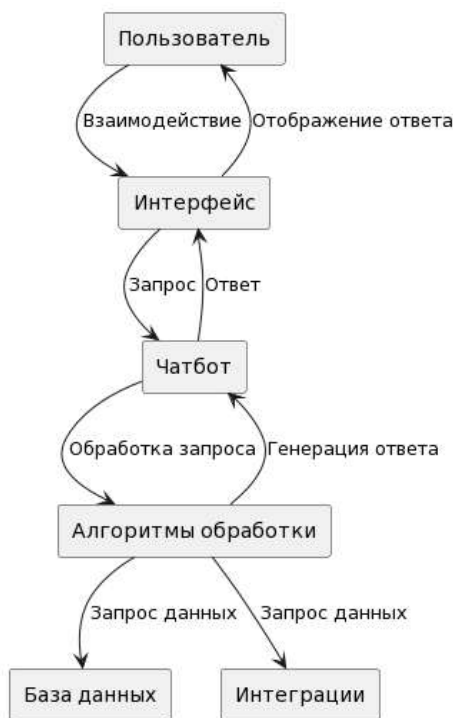 Пользователь
Взаимодействие
Отображение ответа
Интерфейс
Запрос
Ответ
Чатбот
Обработка запроса
Генерация ответа
Алгоритмы обработки
Запрос данных
Запрос данных
База данных
Интеграции